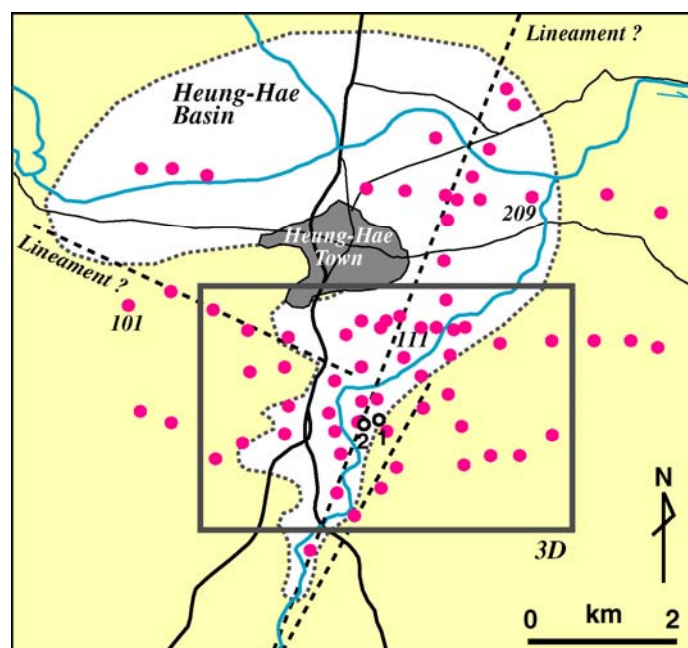 Lineament ?
Heung-Hae
Basin
209
Heung-Hae
Town
Lineament ?
101
111
2
1
N
3D
km
0
2